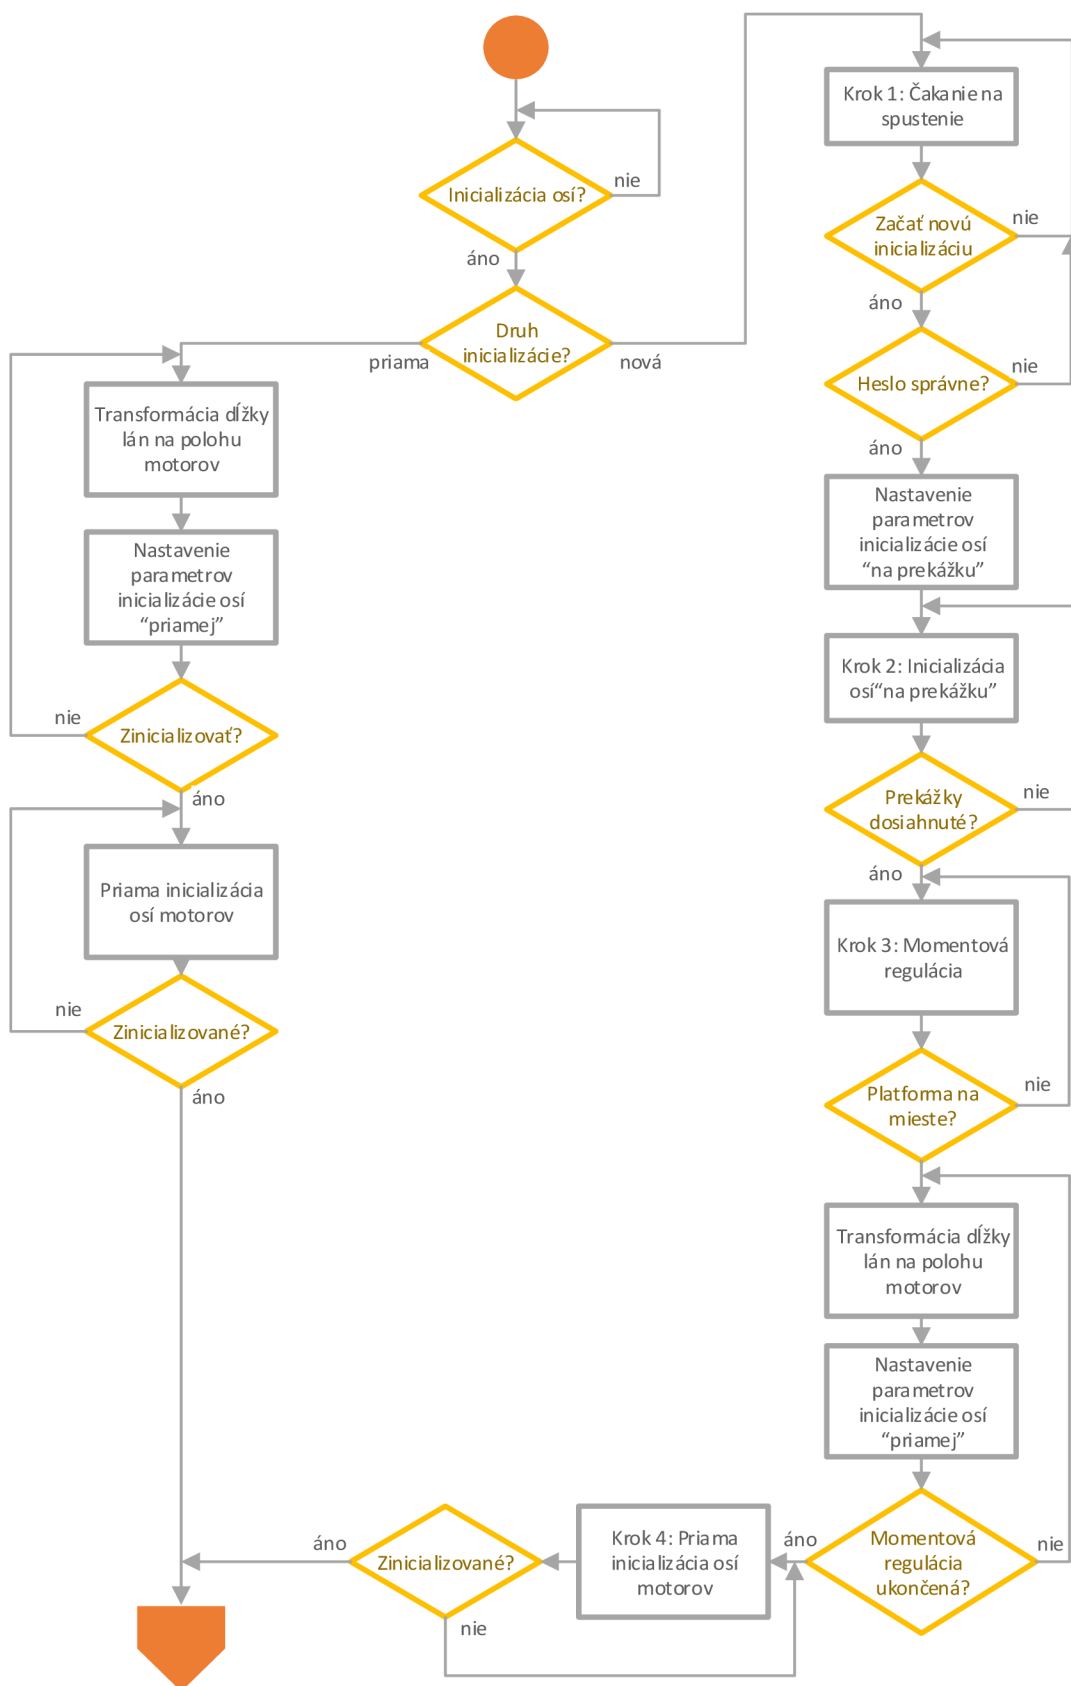 Inicializácia osí?
nie
áno
Druh
inicializácie?
priama
nová
Transformácia dĺžky
lán na polohu
motorov
Nastavenie
parametrov
inicializácie osí
“priamej”
Zinicializovať?
nie
áno
Priama inicializácia
osí motorov
Zinicializované?
nie
áno
Krok 1: Čakanie na
spustenie
Začať novú
inicializáciu
nie
áno
Heslo správne?
nie
áno
Nastavenie
parametrov
inicializácie osí
“na prekážku”
Krok 2: Inicializácia
osí“na prekážku”
Prekážky
dosiahnuté?
nie
áno
Krok 3: Momentová
regulácia
Platforma na
mieste?
nie
Transformácia dĺžky
lán na polohu
motorov
Nastavenie
parametrov
inicializácie osí
“priamej”
Momentová
regulácia
ukončená?
nie
áno
Krok 4: Priama
inicializácia osí
motorov
Zinicializované?
áno
nie